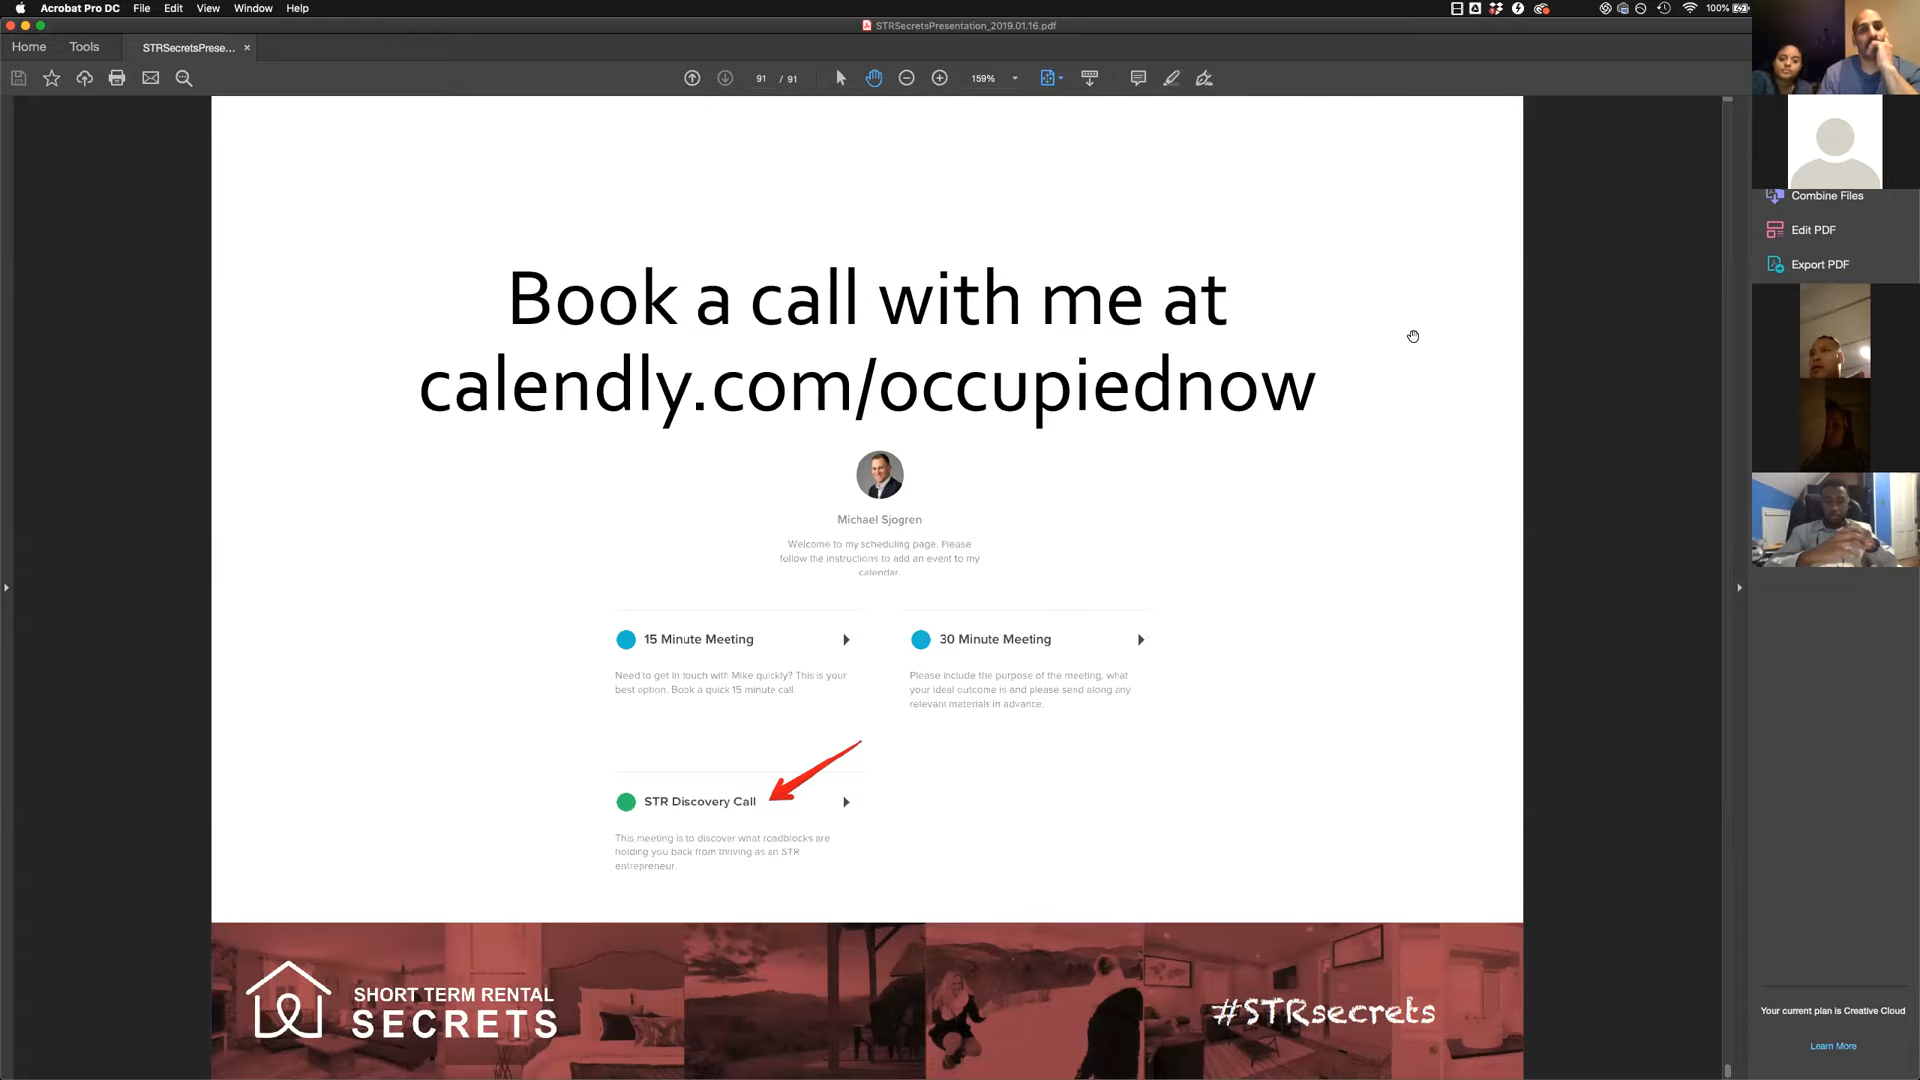 Acrobat Pro DC File Edit View Window Help
100%
STRSecretsPresentation_2019.01.16.pdf
Home Tools STRSecretsPrese... ×
91 / 91 159%
Book a call with me at
calendly.com/occupiednow
Michael Sjogren
Welcome to my scheduling page. Please
follow the instructions to add an event to my
calendar.
15 Minute Meeting
Need to get in touch with Mike quickly? This is your
best option. Book a quick 15 minute call.
30 Minute Meeting
Please include the purpose of the meeting, what
your ideal outcome is and please send along any
relevant materials in advance.
STR Discovery Call
This meeting is to discover what roadblocks are
holding you back from thriving as an STR
entrepreneur.
SHORT TERM RENTAL
SECRETS
#STRsecrets
Combine Files
Edit PDF
Export PDF
Your current plan is Creative Cloud
Learn More